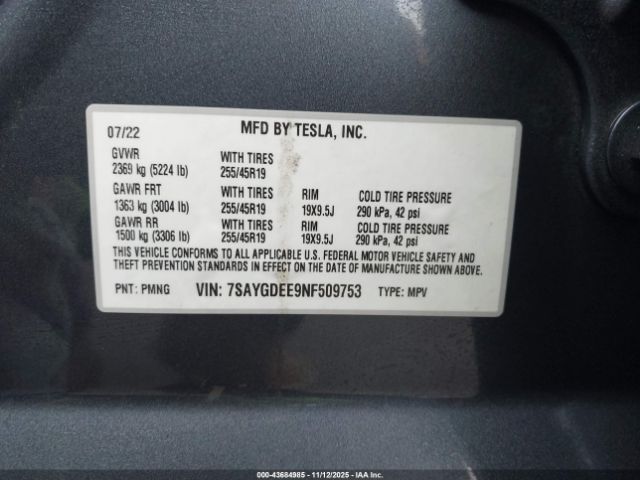 07/22 MFD BY TESLA, INC.
GVWR WITH TIRES
2369 kg (5224 lb) 255/45R19
GAWR FRT WITH TIRES RIM COLD TIRE PRESSURE
1363 kg (3004 lb) 255/45R19 19X9.5J 290 kPa, 42 psi
GAWR RR WITH TIRES RIM COLD TIRE PRESSURE
1500 kg (3306 lb) 255/45R19 19X9.5J 290 kPa, 42 psi
THIS VEHICLE CONFORMS TO ALL APPLICABLE U.S. FEDERAL MOTOR VEHICLE SAFETY AND
THEFT PREVENTION STANDARDS IN EFFECT ON THE DATE OF MANUFACTURE SHOWN ABOVE.
PNT: PMNG VIN: 7SAYGDEE9NF509753 TYPE: MPV
000-43684985 - 11/12/2025 - IAA Inc.